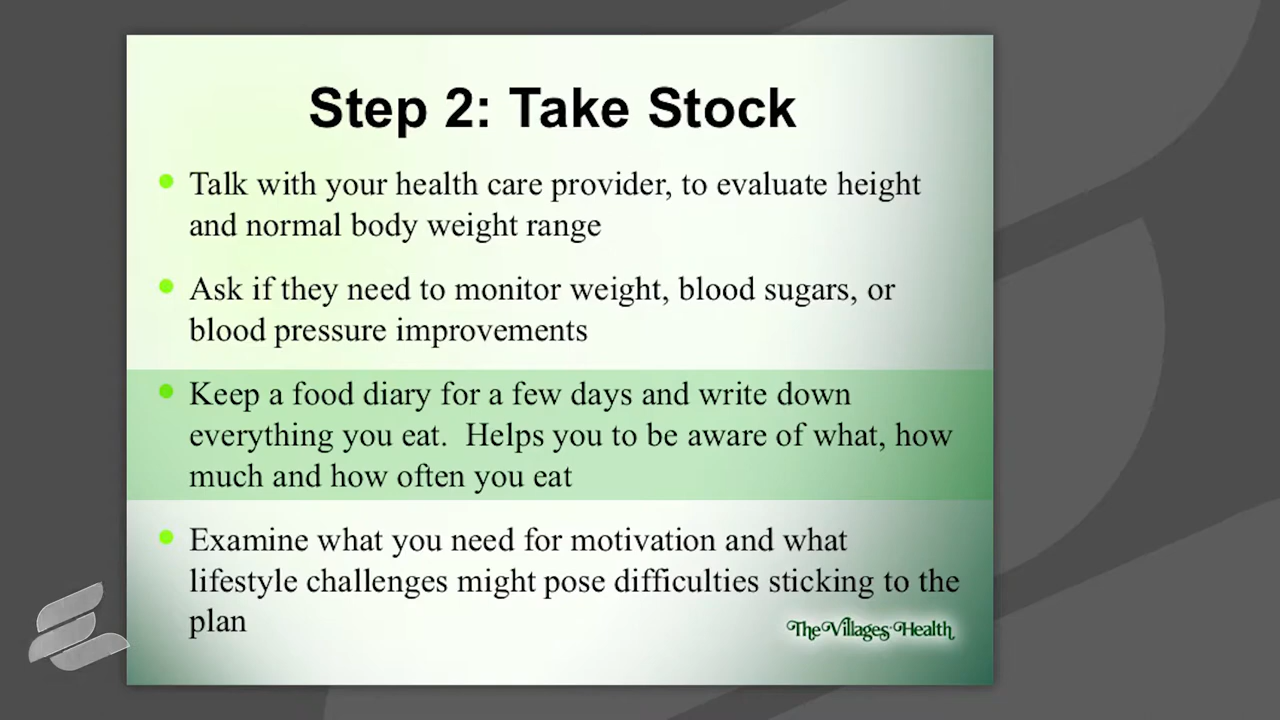 Step 2: Take Stock
Talk with your health care provider, to evaluate height
and normal body weight range
Ask if they need to monitor weight, blood sugars, or
blood pressure improvements
Keep a food diary for a few days and write down
everything you eat.  Helps you to be aware of what, how
much and how often you eat
Examine what you need for motivation and what
lifestyle challenges might pose difficulties sticking to the
plan
The Villages Health